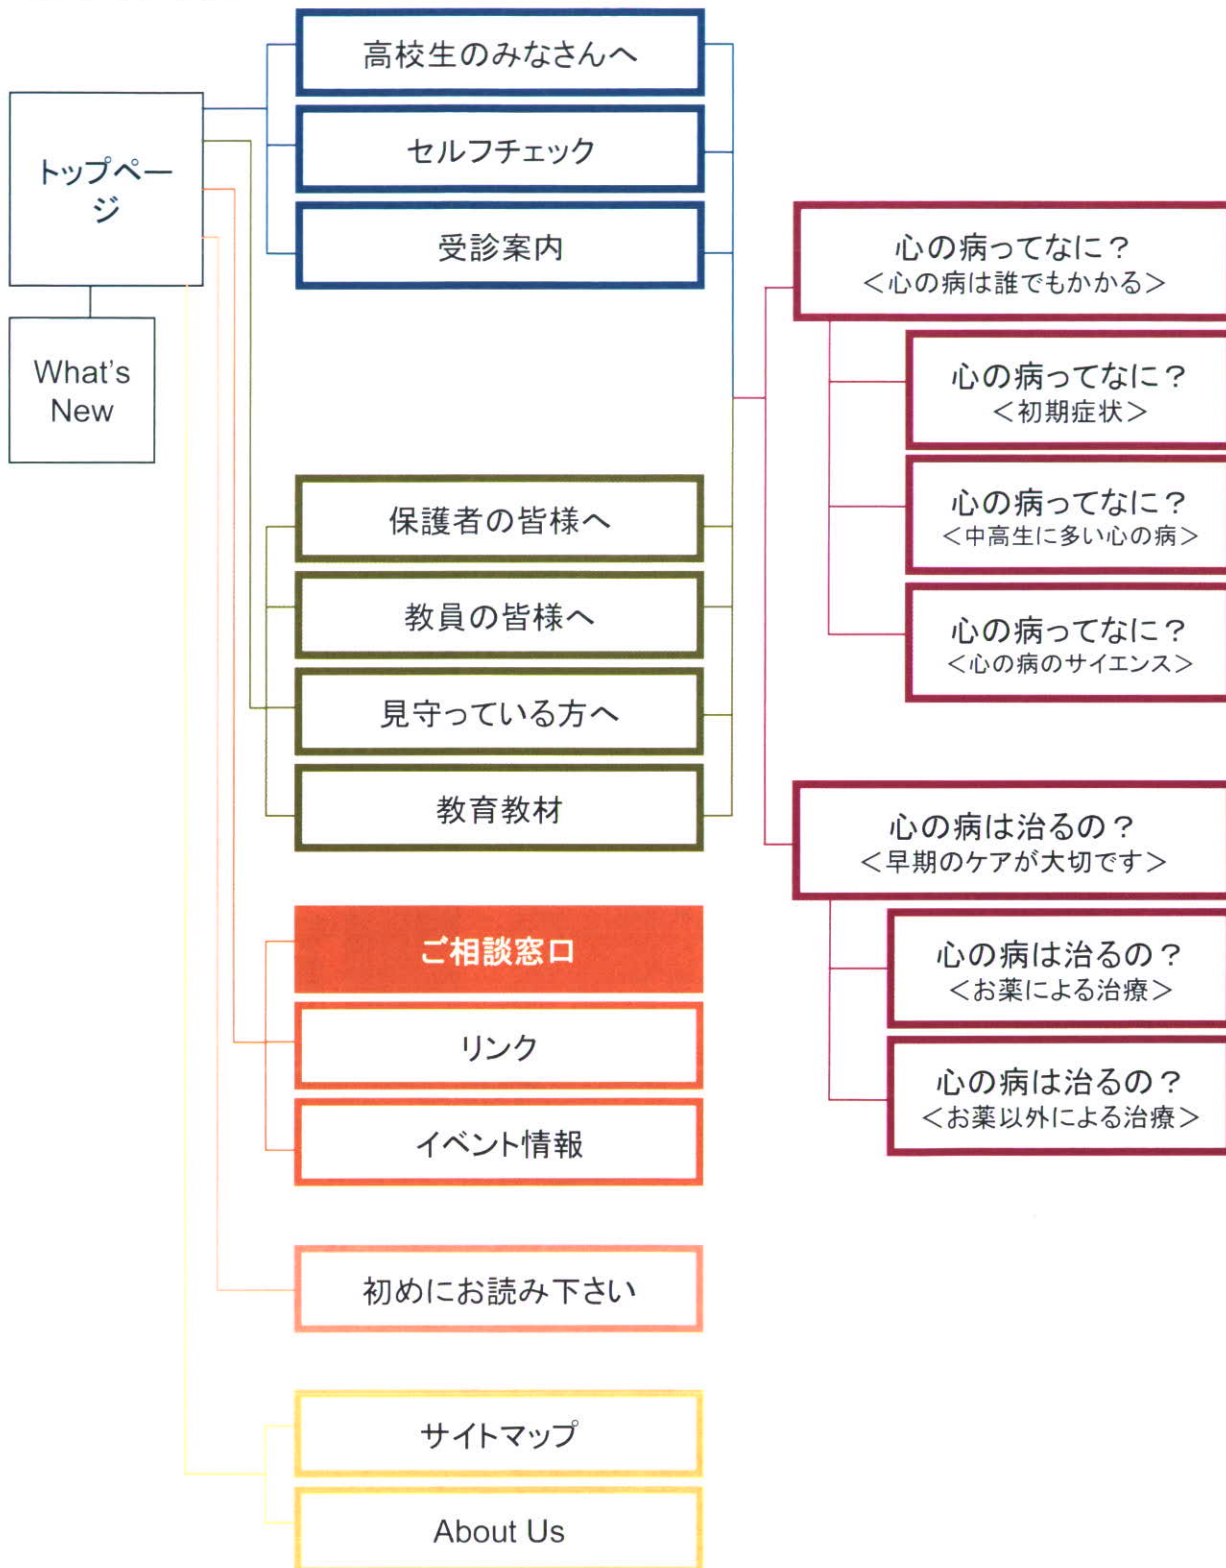 トップペー
ジ
What's
New
高校生のみなさんへ
セルフチェック
受診案内
保護者の皆様へ
教員の皆様へ
見守っている方へ
教育教材
ご相談窓口
リンク
イベント情報
初めにお読み下さい
サイトマップ
About Us
心の病ってなに？
＜心の病は誰でもかかる＞
心の病ってなに？
＜初期症状＞
心の病ってなに？
＜中高生に多い心の病＞
心の病ってなに？
＜心の病のサイエンス＞
心の病は治るの？
＜早期のケアが大切です＞
心の病は治るの？
＜お薬による治療＞
心の病は治るの？
＜お薬以外による治療＞